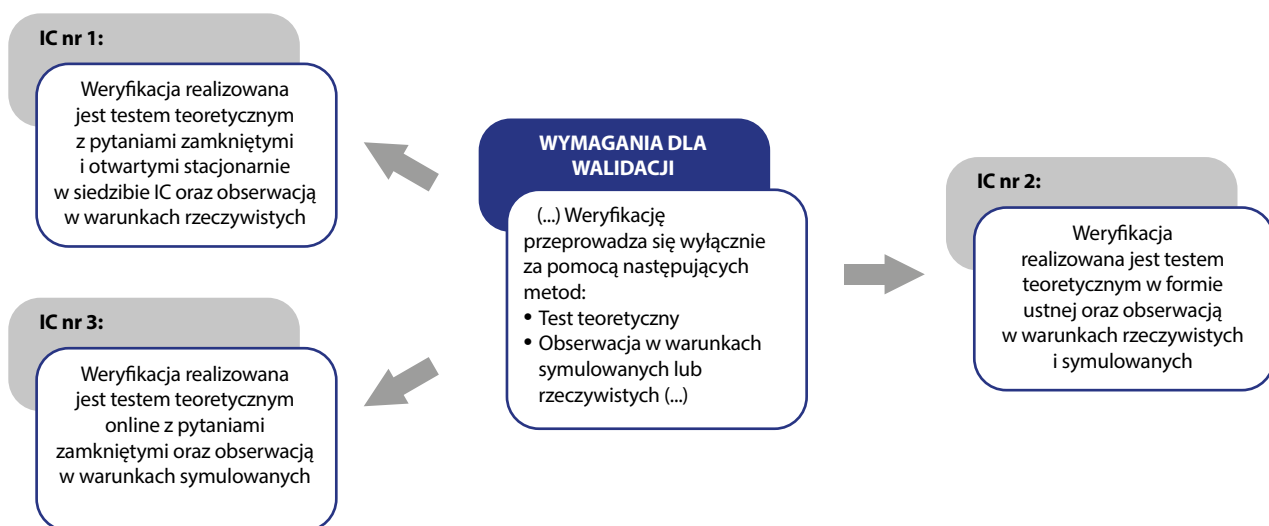 IC nr 1:
Weryfikacja realizowana
jest testem teoretycznym
z pytaniami zamkniętymi
i otwartymi stacjonarnie
w siedzibie IC oraz obserwacją
w warunkach rzeczywistych
WYMAGANIA DLA
WALIDACJI
(...) Weryfikację
przeprowadza się wyłącznie
za pomocą następujących
metod:
• Test teoretyczny
• Obserwacja w warunkach
symulowanych lub
rzeczywistych (...)
IC nr 2:
Weryfikacja
realizowana jest testem
teoretycznym w formie
ustnej oraz obserwacją
w warunkach rzeczywistych
i symulowanych
IC nr 3:
Weryfikacja realizowana
jest testem teoretycznym
online z pytaniami
zamkniętymi oraz obserwacją
w warunkach symulowanych